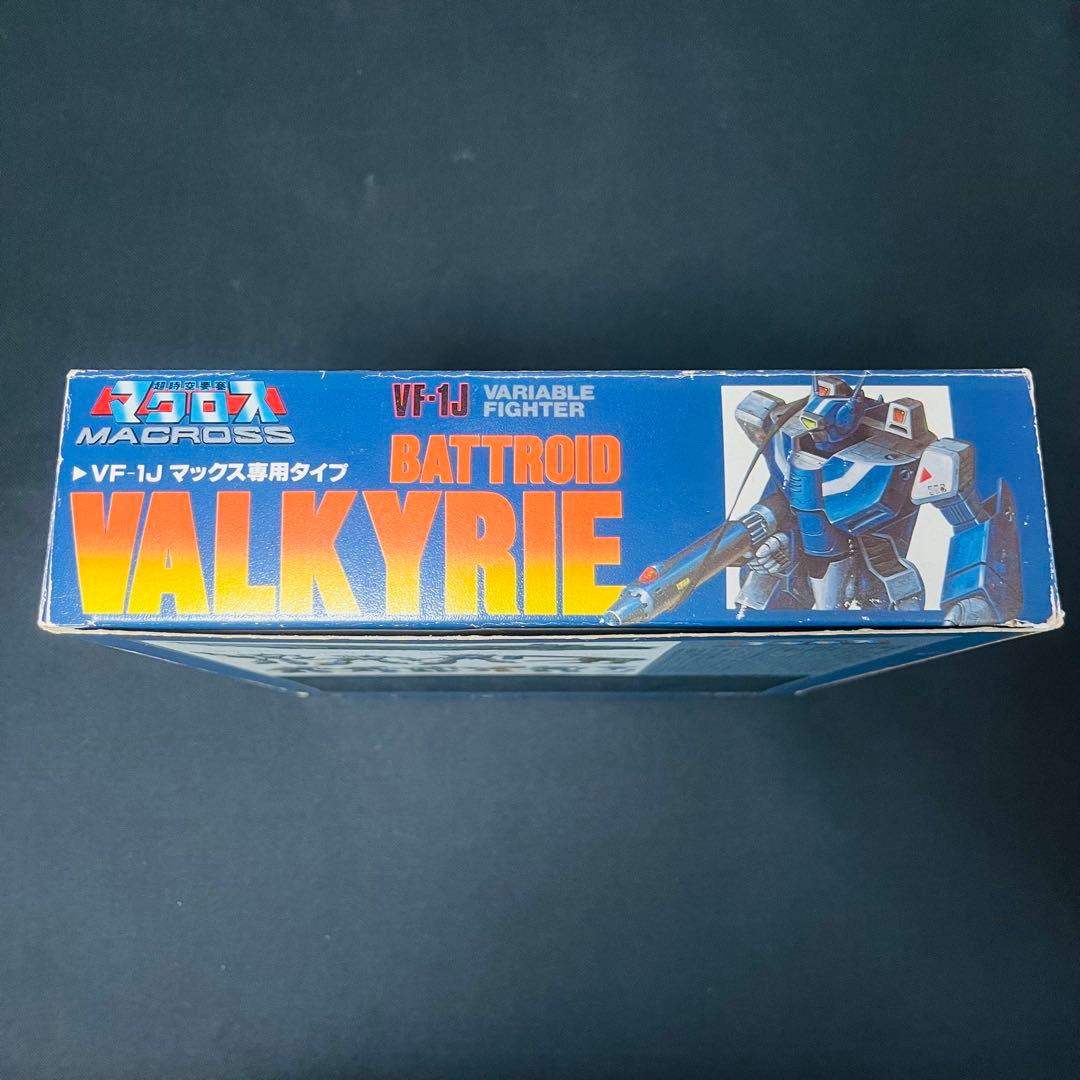 超時空要塞
マクロス
MACROSS
▶VF-1J マックス専用タイプ
VF-1J VARIABLE
FIGHTER
BATTROID
VALKYRIE